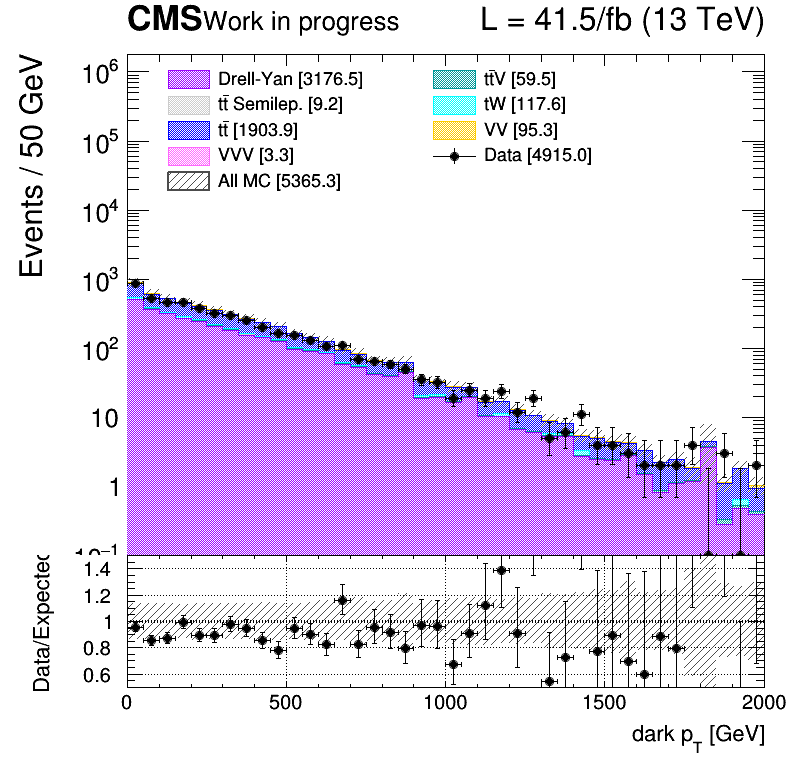 CMS Work in progress L = 41.5/fb (13 TeV)
Events / 50 GeV
10⁶
10⁵
10⁴
10³
10²
10
1
10⁻¹
Drell-Yan [3176.5]
tt̄ Semilep. [9.2]
tt̄ [1903.9]
VVV [3.3]
All MC [5365.3]
tt̄V [59.5]
tW [117.6]
VV [95.3]
Data [4915.0]
Data/Expected
1.4
1.2
1
0.8
0.6
0 500 1000 1500 2000
dark p_T [GeV]